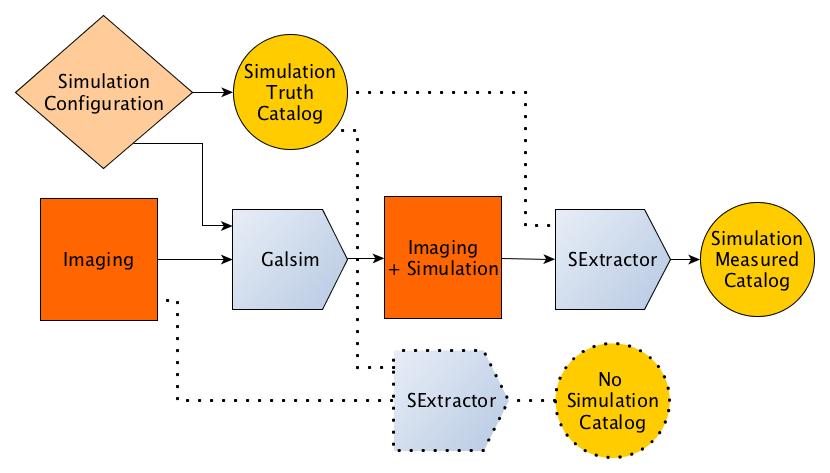 Simulation
Configuration
Simulation
Truth
Catalog
Imaging
Galsim
Imaging
+ Simulation
SExtractor
Simulation
Measured
Catalog
SExtractor
No
Simulation
Catalog